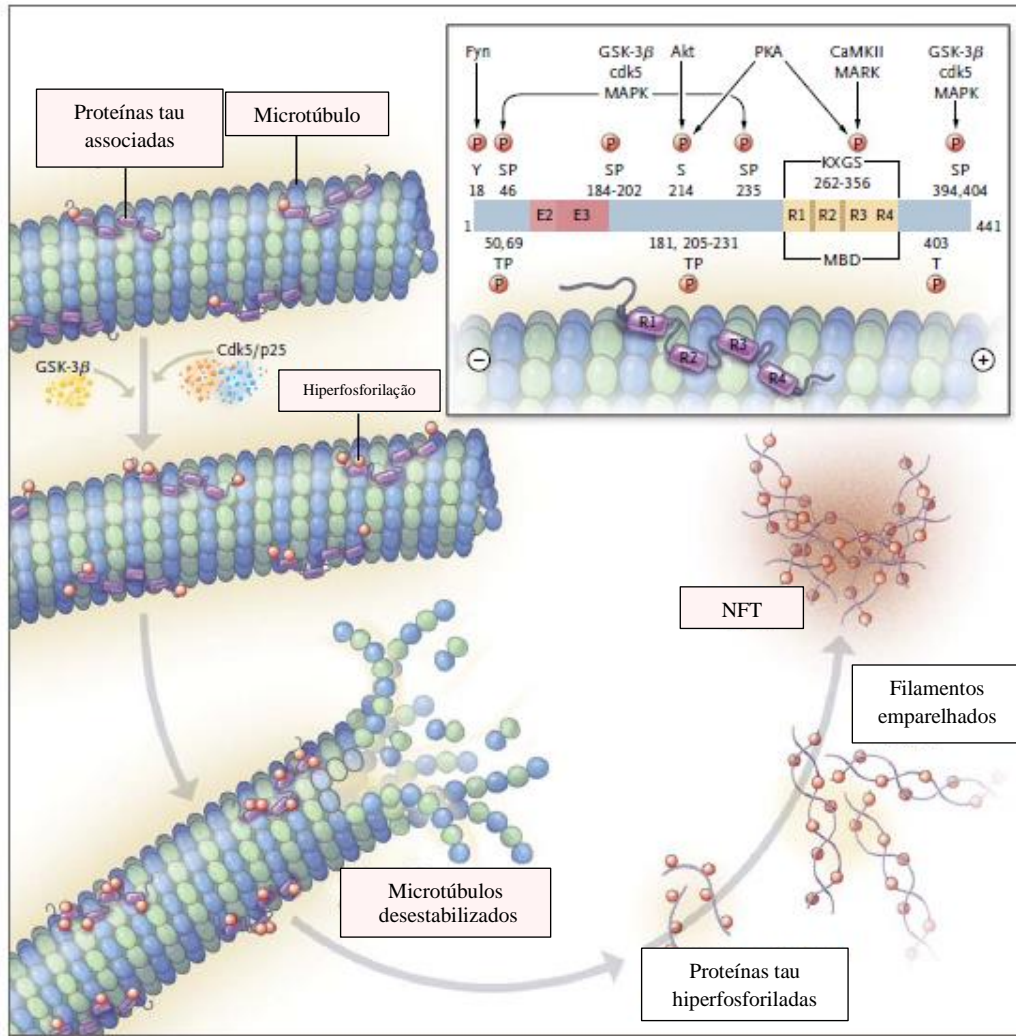 Proteínas tau
associadas
Microtúbulo
GSK-3β
Cdk5/p25
Hiperfosforilação
Microtúbulos
desestabilizados
Proteínas tau
hiperfosforiladas
Filamentos
emparelhados
NFT
Fyn
GSK-3β
cdk5
MAPK
Akt
PKA
CaMKII
MARK
GSK-3β
cdk5
MAPK
P P P P P P P
Y SP SP S SP KXGS SP
18 46 184-202 214 235 262-356 394,404
1 E2 E3 R1 R2 R3 R4 441
50,69 181, 205-231 MBD 403
TP TP T
P P P
R1
R2
R3
R4
− +